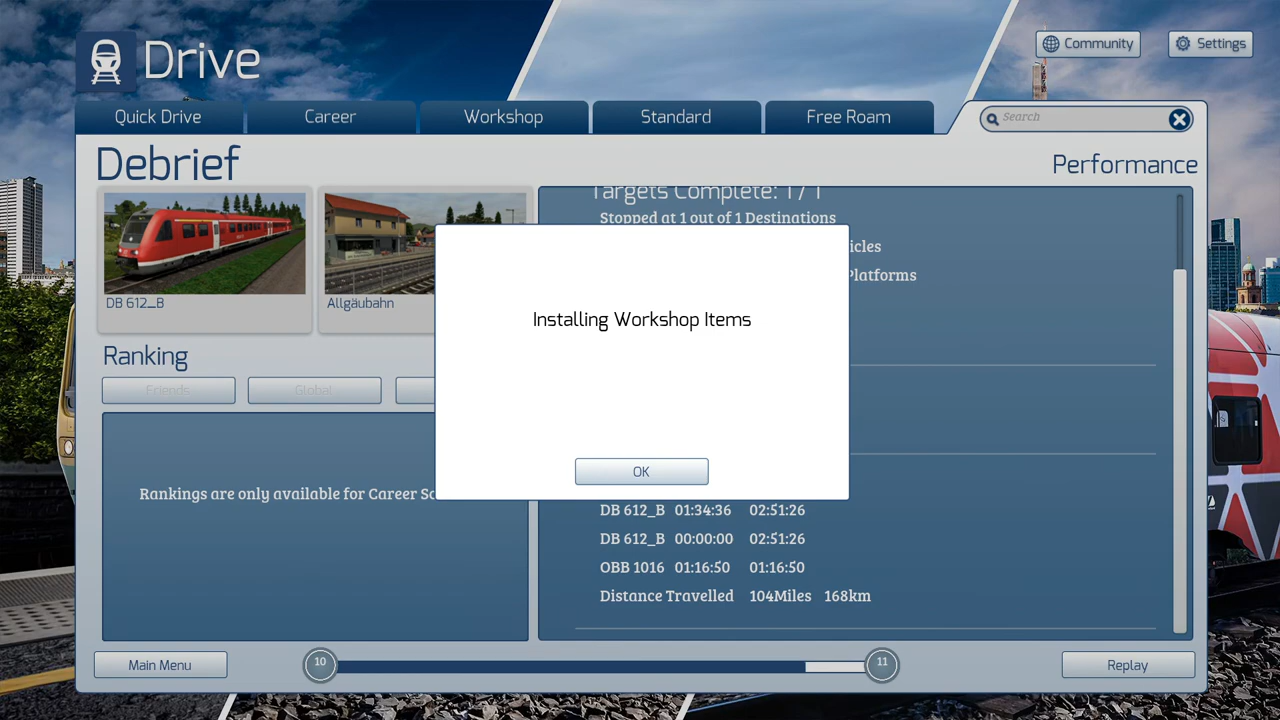 Drive
Community
Settings
Quick Drive
Career
Workshop
Standard
Free Roam
Search
Debrief
Performance
Targets Complete: 1 / 1
Stopped at 1 out of 1 Destinations
Platforms
DB 612_B
Allgäubahn
Installing Workshop Items
OK
Ranking
Friends
Global
Rankings are only available for Career
DB 612_B 01:34:36 02:51:26
DB 612_B 00:00:00 02:51:26
OBB 1016 01:16:50 01:16:50
Distance Travelled 104Miles 168km
Main Menu
10
11
Replay